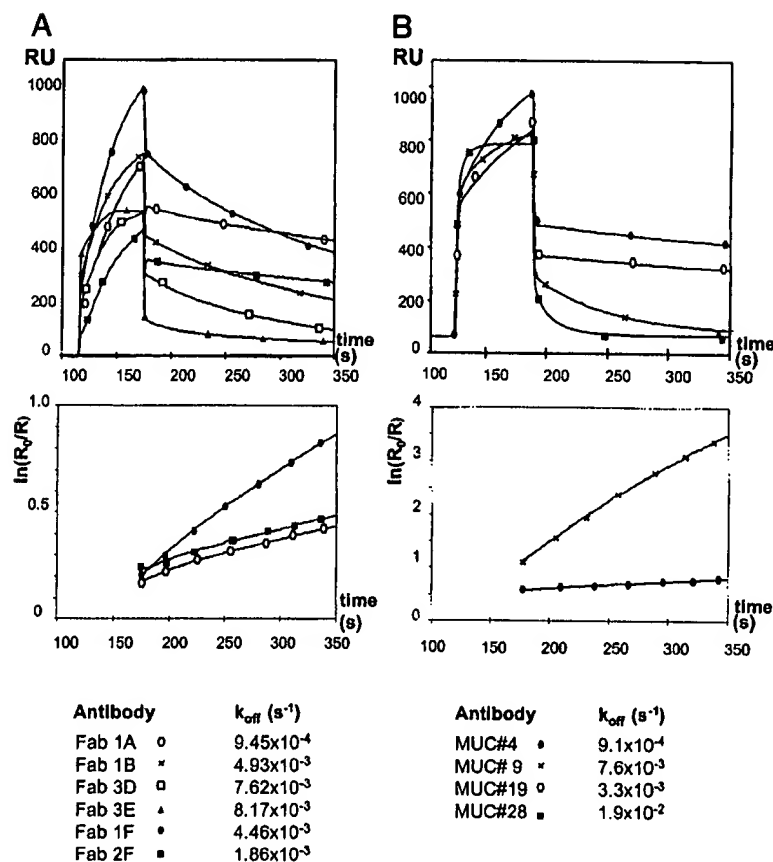 A
RU
1000
800
600
400
200
0
time
(s)
100 150 200 250 300 350
B
RU
1000
800
600
400
200
0
time
(s)
100 150 200 250 300 350
ln(R₀/R)
1.0
0.5
0
time
(s)
100 150 200 250 300 350
ln(R₀/R)
4
3
2
1
0
time
(s)
100 150 200 250 300 350
Antibody koff (s⁻¹)
Fab 1A 9.45x10⁻⁴
Fab 1B 4.93x10⁻³
Fab 3D 7.62x10⁻³
Fab 3E 8.17x10⁻³
Fab 1F 4.46x10⁻³
Fab 2F 1.86x10⁻³
Antibody koff (s⁻¹)
MUC#4 9.1x10⁻⁴
MUC# 9 7.6x10⁻³
MUC#19 3.3x10⁻³
MUC#28 1.9x10⁻²